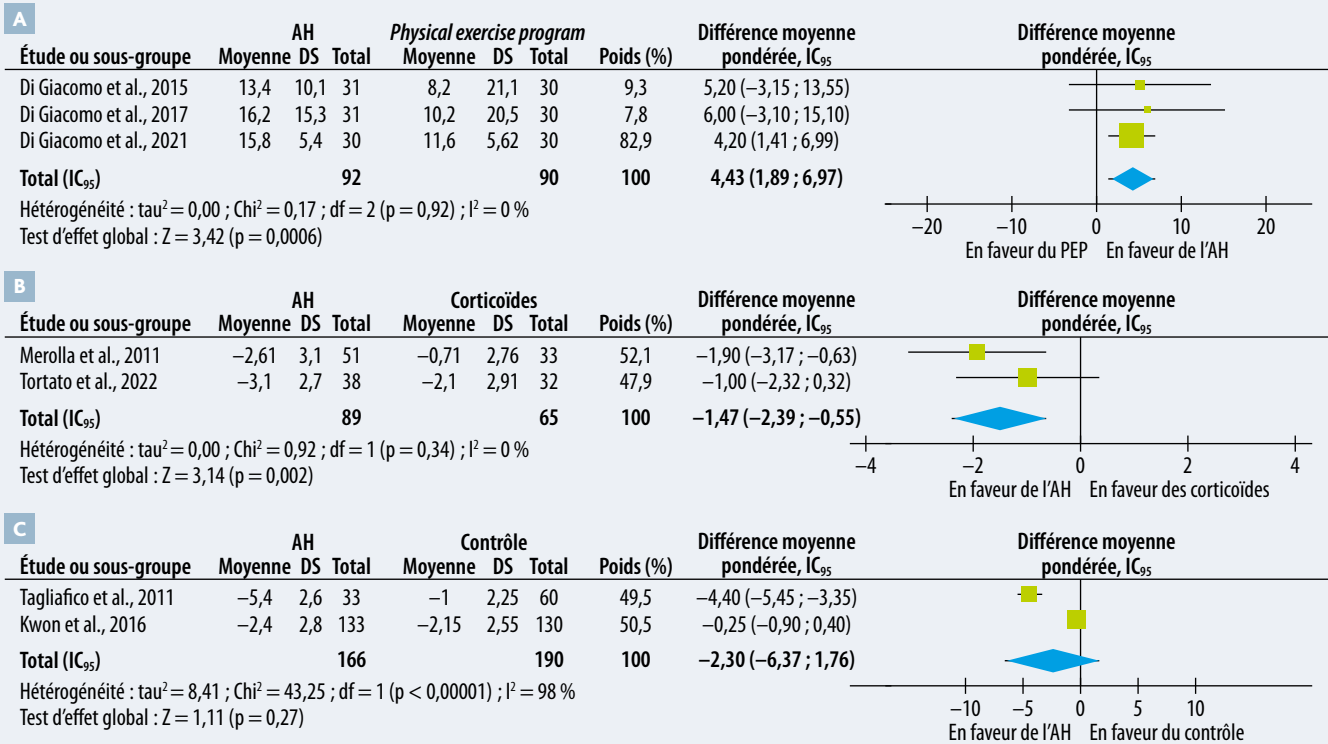 A
AH Physical exercise program Différence moyenne Différence moyenne
Étude ou sous-groupe Moyenne DS Total Moyenne DS Total Poids (%) pondérée, IC95 pondérée, IC95
Di Giacomo et al., 2015 13,4 10,1 31 8,2 21,1 30 9,3 5,20 (–3,15 ; 13,55)
Di Giacomo et al., 2017 16,2 15,3 31 10,2 20,5 30 7,8 6,00 (–3,10 ; 15,10)
Di Giacomo et al., 2021 15,8 5,4 30 11,6 5,62 30 82,9 4,20 (1,41 ; 6,99)
Total (IC95) 92 90 100 4,43 (1,89 ; 6,97)
Hétérogénéité : tau² = 0,00 ; Chi² = 0,17 ; df = 2 (p = 0,92) ; I² = 0 %
Test d'effet global : Z = 3,42 (p = 0,0006)
–20 –10 0 10 20
En faveur du PEP En faveur de l'AH
B
AH Corticoïdes Différence moyenne Différence moyenne
Étude ou sous-groupe Moyenne DS Total Moyenne DS Total Poids (%) pondérée, IC95 pondérée, IC95
Merolla et al., 2011 –2,61 3,1 51 –0,71 2,76 33 52,1 –1,90 (–3,17 ; –0,63)
Tortato et al., 2022 –3,1 2,7 38 –2,1 2,91 32 47,9 –1,00 (–2,32 ; 0,32)
Total (IC95) 89 65 100 –1,47 (–2,39 ; –0,55)
Hétérogénéité : tau² = 0,00 ; Chi² = 0,92 ; df = 1 (p = 0,34) ; I² = 0 %
Test d'effet global : Z = 3,14 (p = 0,002)
–4 –2 0 2 4
En faveur de l'AH En faveur des corticoïdes
C
AH Contrôle Différence moyenne Différence moyenne
Étude ou sous-groupe Moyenne DS Total Moyenne DS Total Poids (%) pondérée, IC95 pondérée, IC95
Tagliafico et al., 2011 –5,4 2,6 33 –1 2,25 60 49,5 –4,40 (–5,45 ; –3,35)
Kwon et al., 2016 –2,4 2,8 133 –2,15 2,55 130 50,5 –0,25 (–0,90 ; 0,40)
Total (IC95) 166 190 100 –2,30 (–6,37 ; 1,76)
Hétérogénéité : tau² = 8,41 ; Chi² = 43,25 ; df = 1 (p < 0,00001) ; I² = 98 %
Test d'effet global : Z = 1,11 (p = 0,27)
–10 –5 0 5 10
En faveur de l'AH En faveur du contrôle